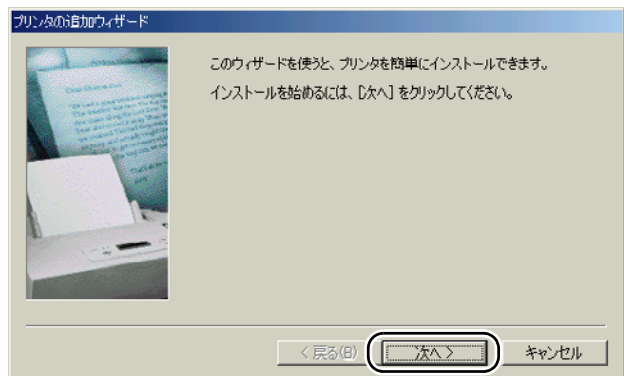 プリンタの追加ウィザード
このウィザードを使うと、プリンタを簡単にインストールできます。
インストールを始めるには、[次へ] をクリックしてください。
< 戻る(B)
次へ >
キャンセル